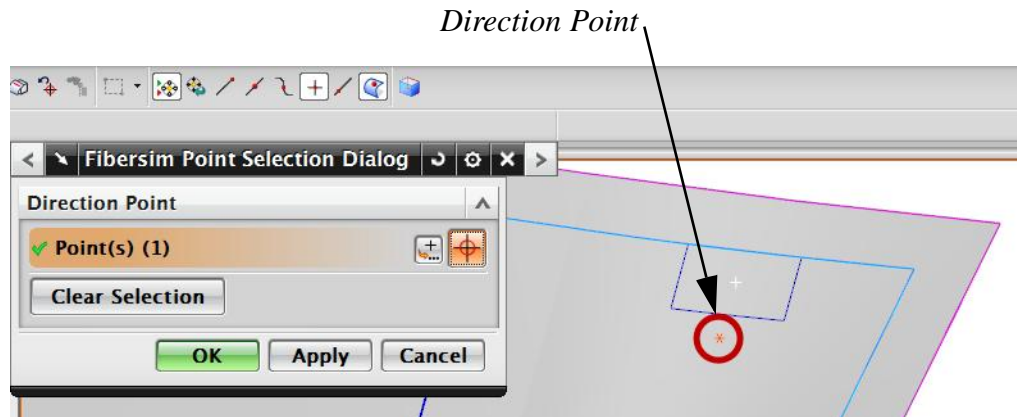 Direction Point
Fibersim Point Selection Dialog
Direction Point
Point(s) (1)
Clear Selection
OK Apply Cancel